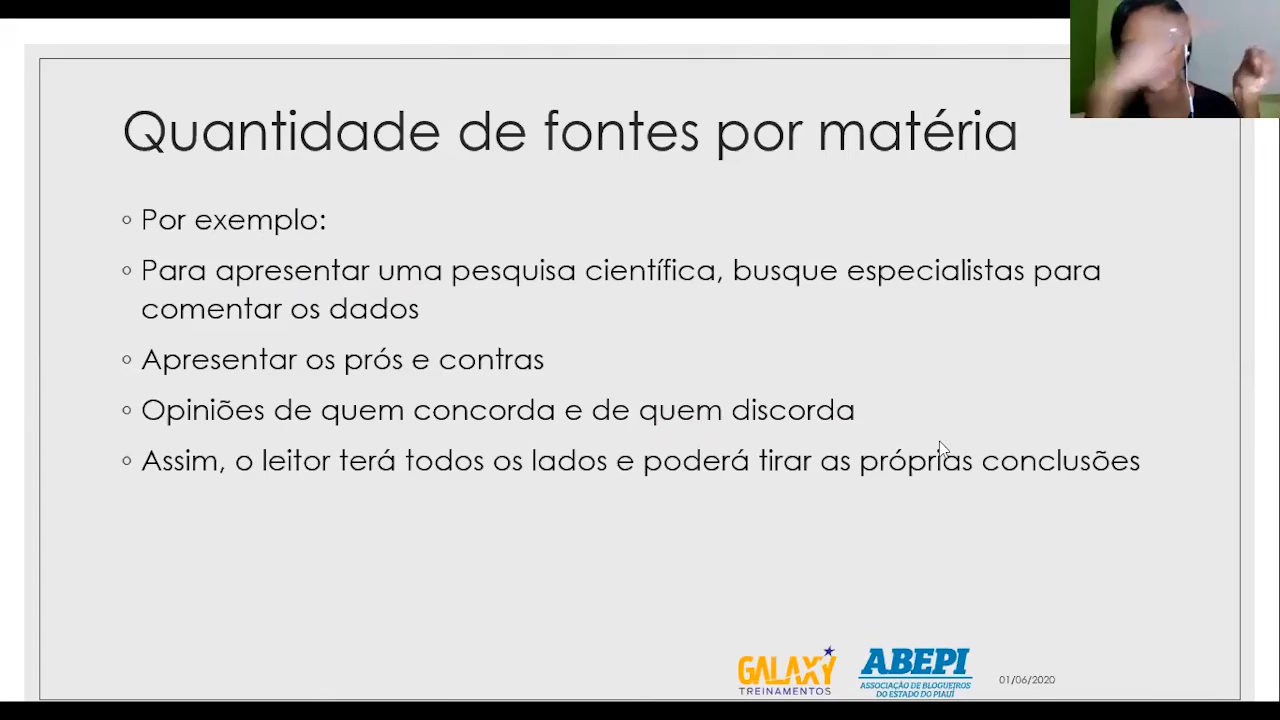 Quantidade de fontes por matéria
◦ Por exemplo:
◦ Para apresentar uma pesquisa científica, busque especialistas para
comentar os dados
◦ Apresentar os prós e contras
◦ Opiniões de quem concorda e de quem discorda
◦ Assim, o leitor terá todos os lados e poderá tirar as próprias conclusões
GALAXY
TREINAMENTOS
ABEPI
ASSOCIAÇÃO DE BLOGUEIROS
DO ESTADO DO PIAUÍ
01/06/2020